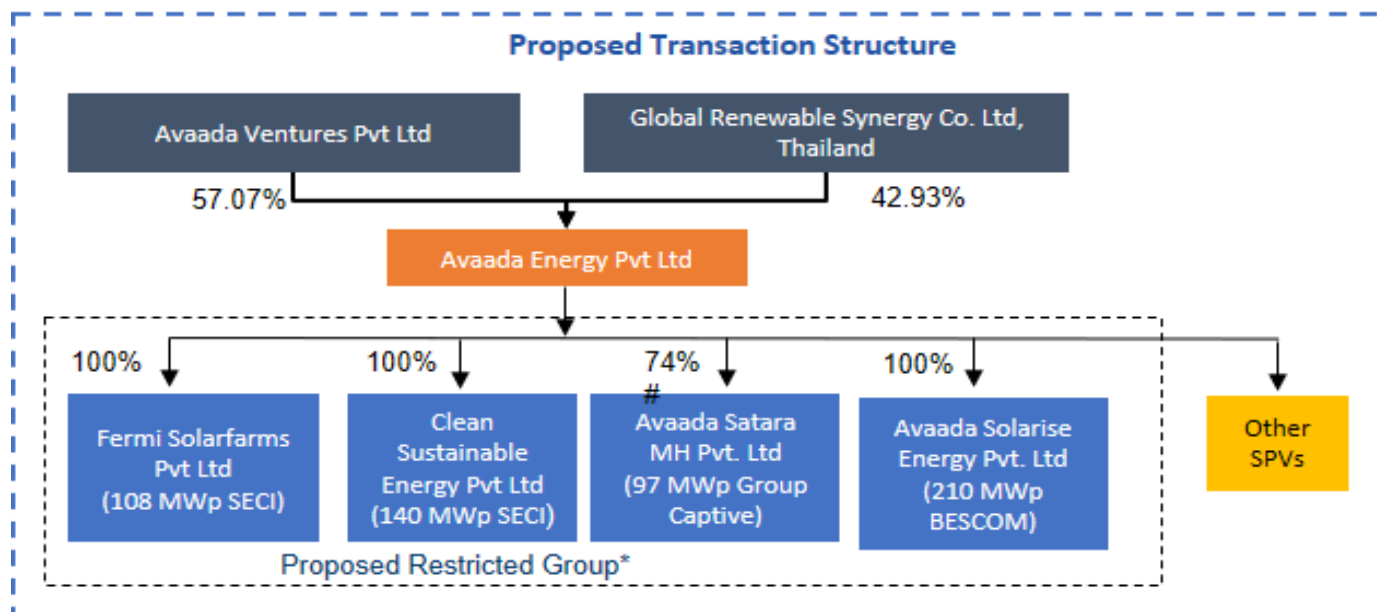 Proposed Transaction Structure
Avaada Ventures Pvt Ltd
Global Renewable Synergy Co. Ltd,
Thailand
57.07%
42.93%
Avaada Energy Pvt Ltd
100%
100%
74%
#
100%
Fermi Solarfarms
Pvt Ltd
(108 MWp SECI)
Clean
Sustainable
Energy Pvt Ltd
(140 MWp SECI)
Avaada Satara
MH Pvt. Ltd
(97 MWp Group
Captive)
Avaada Solarise
Energy Pvt. Ltd
(210 MWp
BESCOM)
Other
SPVs
Proposed Restricted Group*